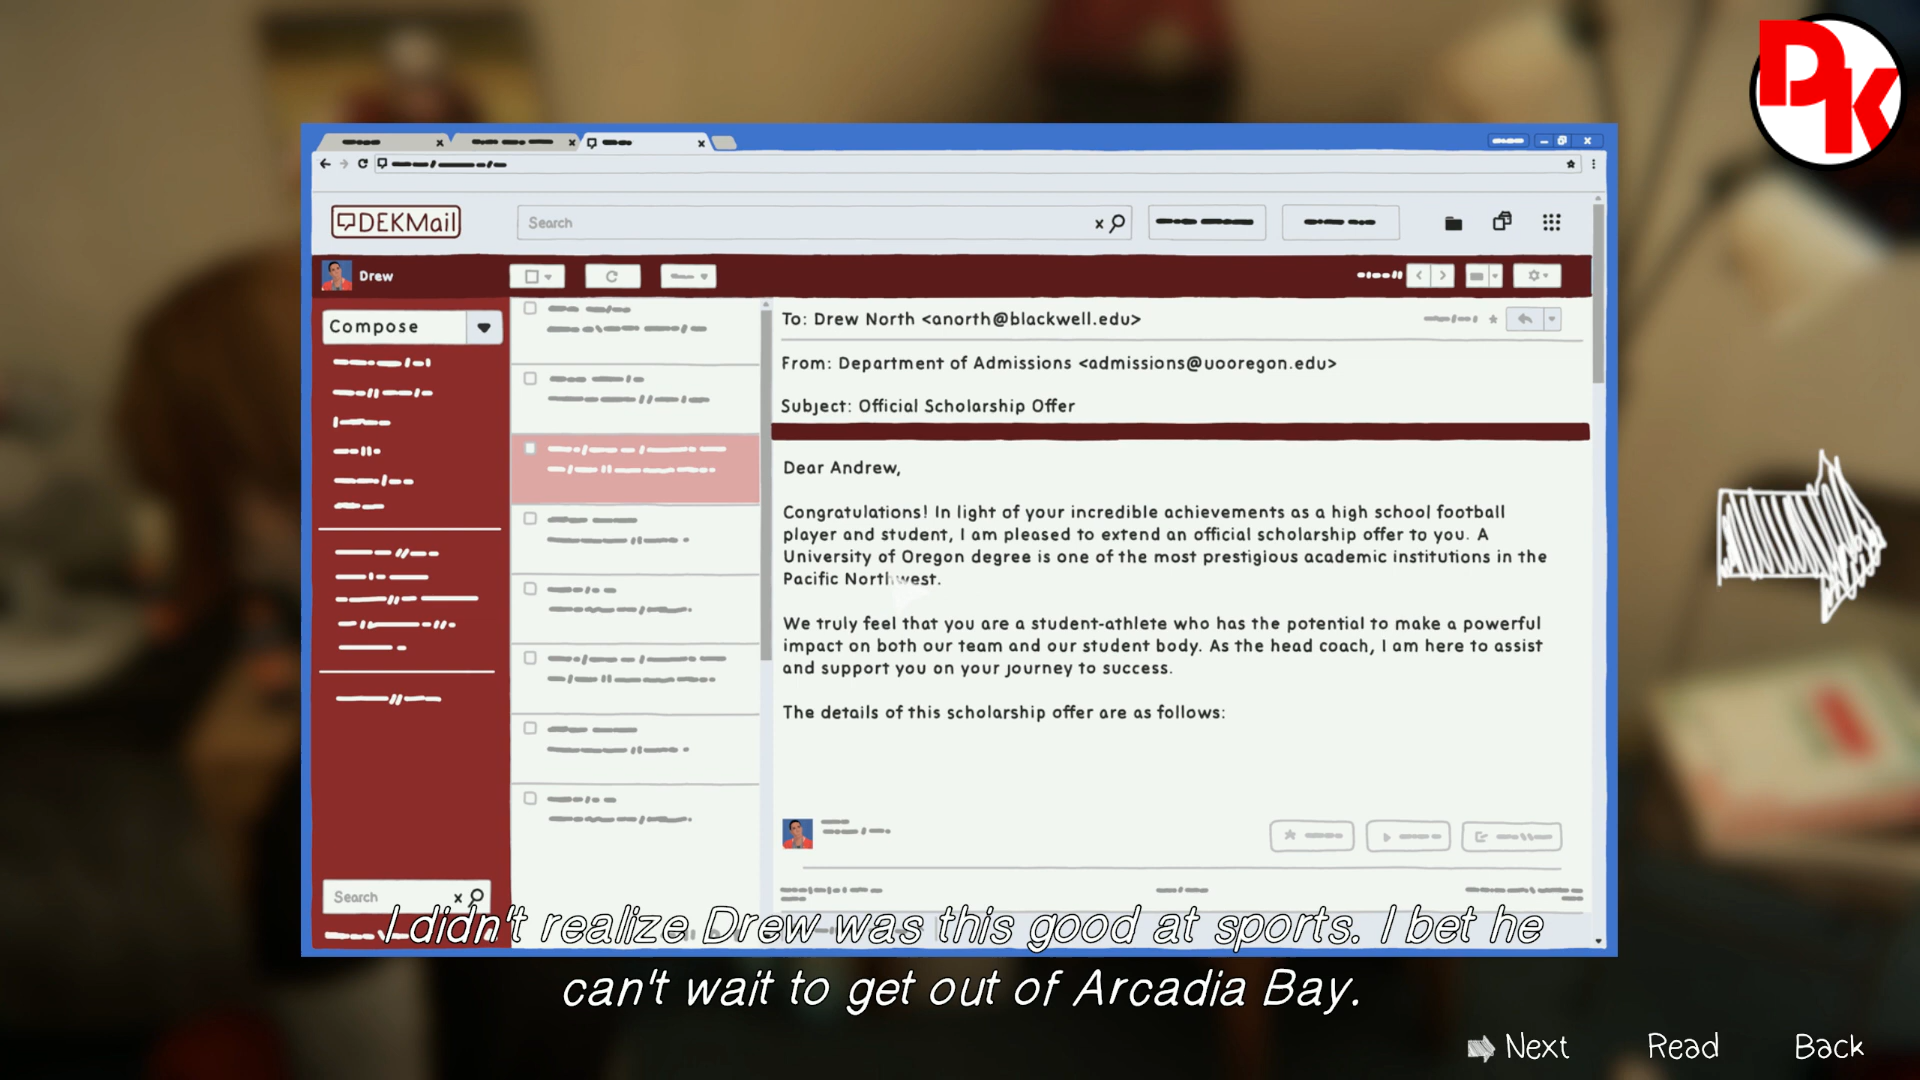 DK
DEKMail
Search
Drew
Compose
To: Drew North <anorth@blackwell.edu>
From: Department of Admissions <admissions@uooregon.edu>
Subject: Official Scholarship Offer
Dear Andrew,
Congratulations! In light of your incredible achievements as a high school football
player and student, I am pleased to extend an official scholarship offer to you. A
University of Oregon degree is one of the most prestigious academic institutions in the
Pacific Northwest.
We truly feel that you are a student-athlete who has the potential to make a powerful
impact on both our team and our student body. As the head coach, I am here to assist
and support you on your journey to success.
The details of this scholarship offer are as follows:
Search
I didn't realize Drew was this good at sports. I bet he
can't wait to get out of Arcadia Bay.
Next Read Back